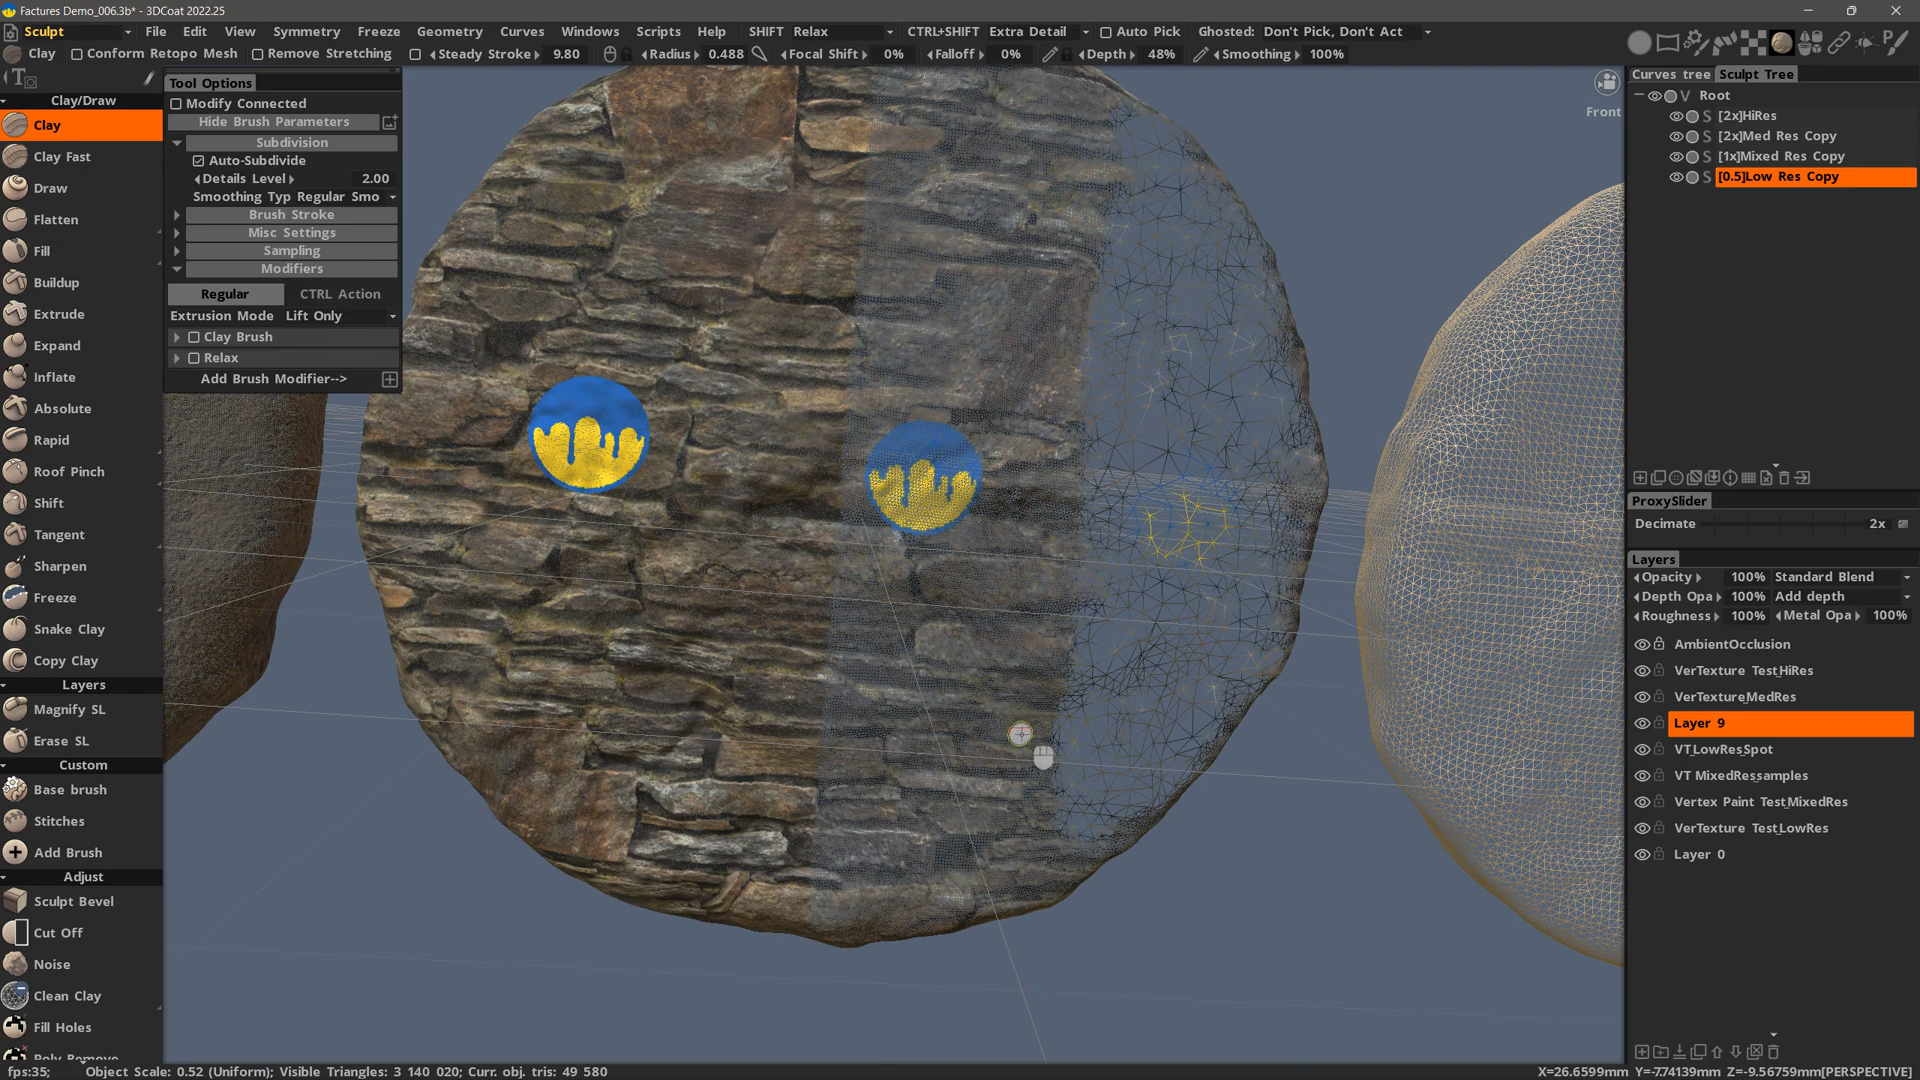 Factures Demo_006.3b* - 3DCoat 2022.25
Sculpt File Edit View Symmetry Freeze Geometry Curves Windows Scripts Help SHIFT Relax CTRL+SHIFT Extra Detail Auto Pick Ghosted: Don't Pick, Don't Act
Clay Conform Retopo Mesh Remove Stretching Steady Stroke 9.80 Radius 0.488 Focal Shift 0% Falloff 0% Depth 48% Smoothing 100%
Clay/Draw
Clay
Clay Fast
Draw
Flatten
Fill
Buildup
Extrude
Expand
Inflate
Absolute
Rapid
Roof Pinch
Shift
Tangent
Sharpen
Freeze
Snake Clay
Copy Clay
Layers
Magnify SL
Erase SL
Custom
Base brush
Stitches
Add Brush
Adjust
Sculpt Bevel
Cut Off
Noise
Clean Clay
Fill Holes
Poly Remove
Tool Options
Modify Connected
Hide Brush Parameters
Subdivision
Auto-Subdivide
Details Level 2.00
Smoothing Typ Regular Smo
Brush Stroke
Misc Settings
Sampling
Modifiers
Regular CTRL Action
Extrusion Mode Lift Only
Clay Brush
Relax
Add Brush Modifier-->
Front
Curves tree Sculpt Tree
V Root
S [2x]HiRes
S [2x]Med Res Copy
S [1x]Mixed Res Copy
S [0.5]Low Res Copy
ProxySlider
Decimate 2x
Layers
Opacity 100% Standard Blend
Depth Opa 100% Add depth
Roughness 100% Metal Opa 100%
AmbientOcclusion
VerTexture Test_HiRes
VerTextureMedRes
Layer 9
VT_LowResSpot
VT MixedRes_samples
Vertex Paint Test_MixedRes
VerTexture Test_LowRes
Layer 0
fps:35; Object Scale: 0.52 (Uniform); Visible Triangles: 3 140 020; Curr. obj. tris: 49 580
X=26.6599mm Y=-7.74139mm Z=-9.56759mm[PERSPECTIVE]